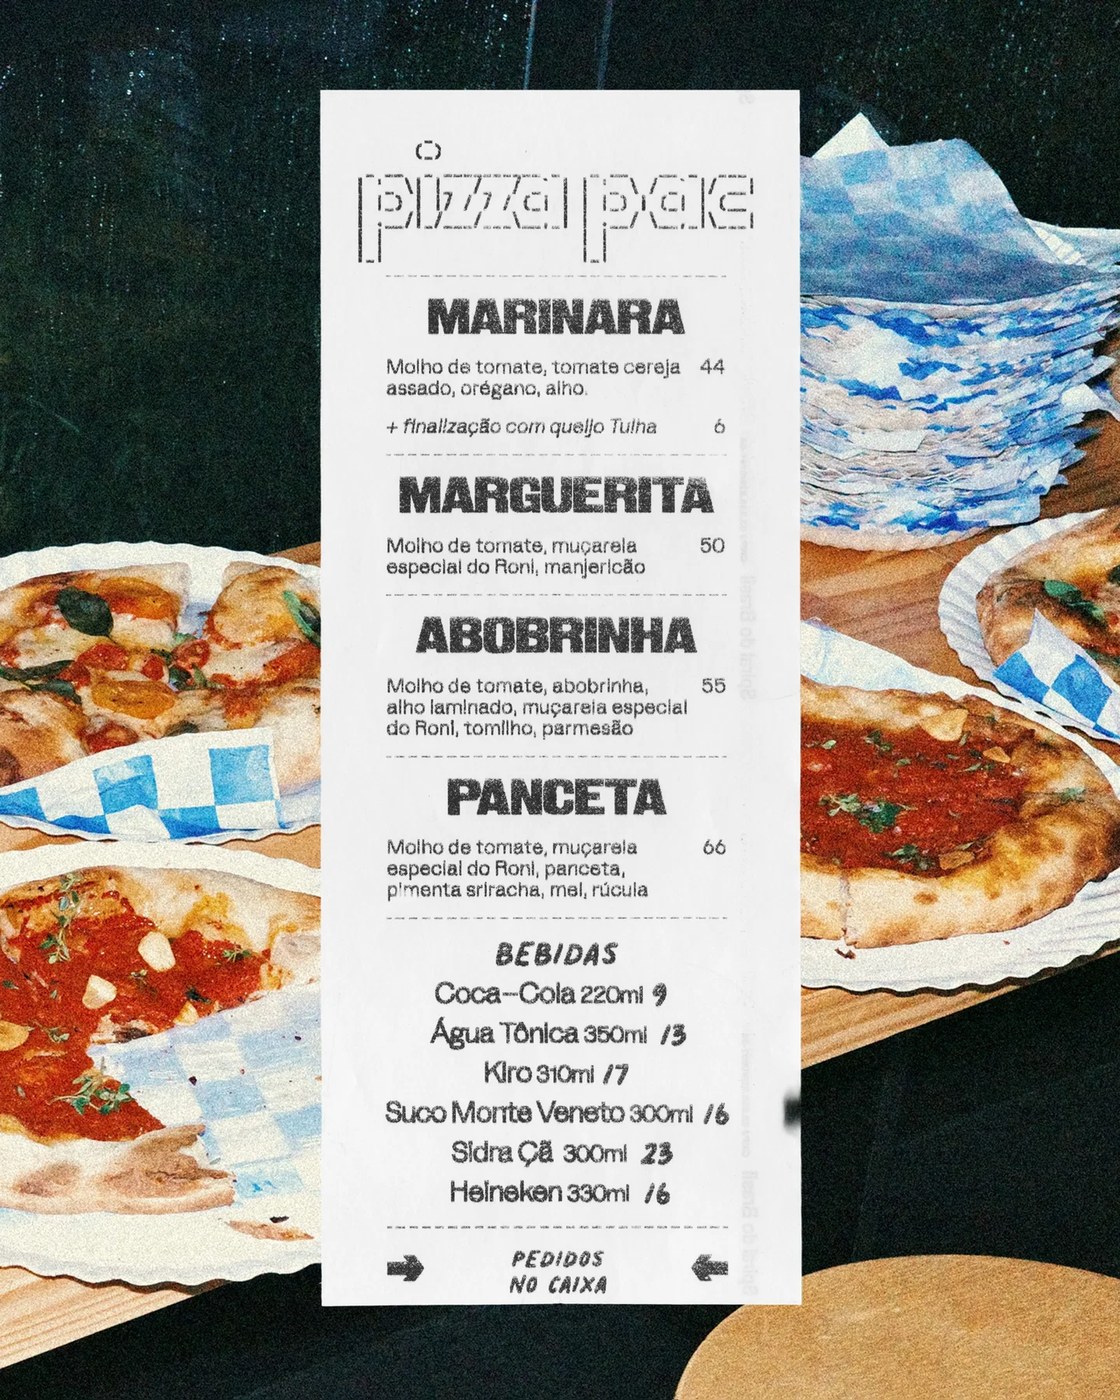 pizza pac
MARINARA
Molho de tomate, tomate cereja 44
assado, orégano, alho.
+ finalização com queijo Tulha 6
MARGUERITA
Molho de tomate, muçarela 50
especial do Roni, manjericão
ABOBRINHA
Molho de tomate, abobrinha, 55
alho laminado, muçarela especial
do Roni, tomilho, parmesão
PANCETA
Molho de tomate, muçarela 66
especial do Roni, panceta,
pimenta sriracha, mel, rúcula
BEBIDAS
Coca-Cola 220ml 9
Água Tônica 350ml 13
Kiro 310ml 17
Suco Monte Veneto 300ml 16
Sidra Çã 300ml 23
Heineken 330ml 16
PEDIDOS
NO CAIXA